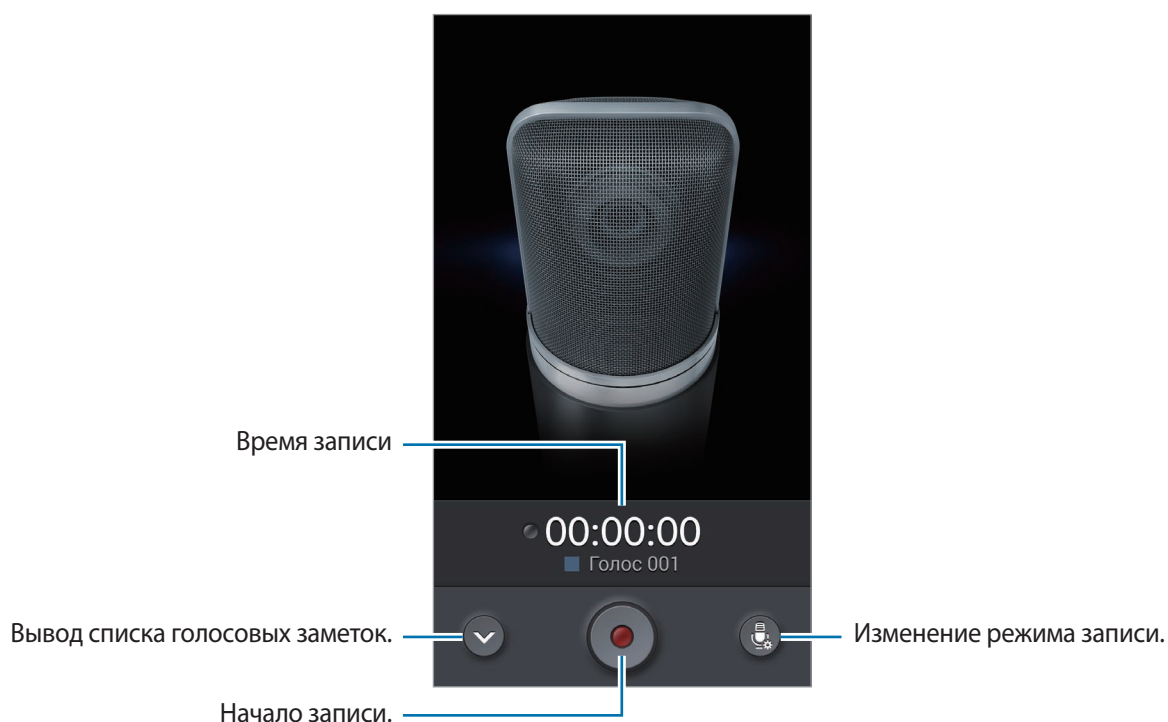 Время записи
00:00:00
Голос 001
Вывод списка голосовых заметок.
Изменение режима записи.
Начало записи.